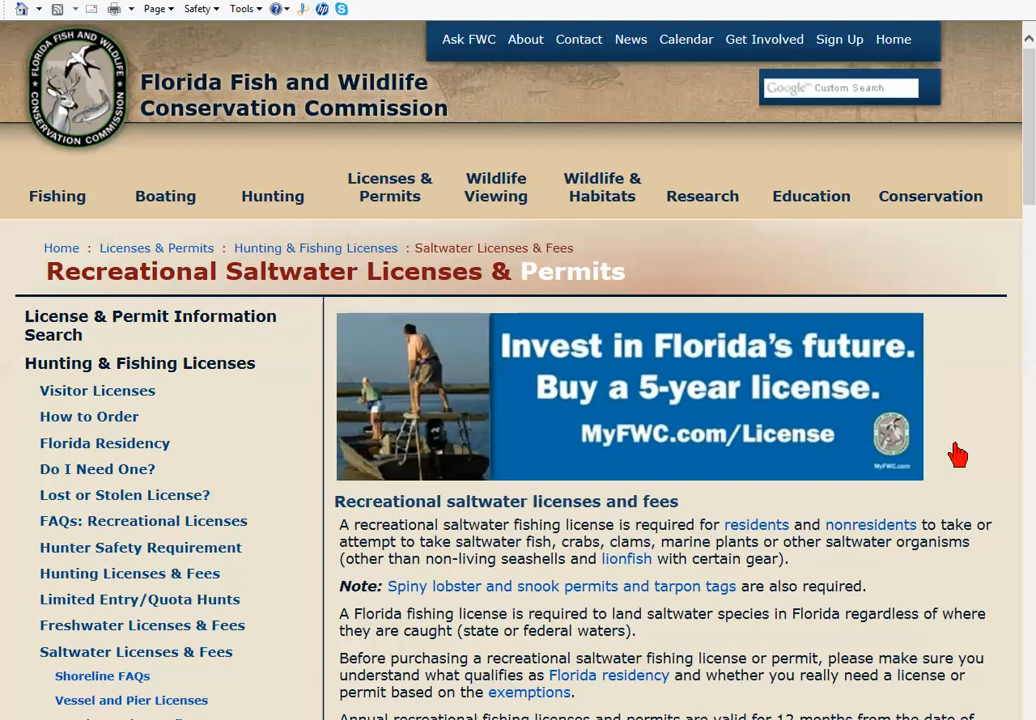 Page Safety Tools
FLORIDA FISH AND WILDLIFE CONSERVATION COMMISSION
Ask FWC About Contact News Calendar Get Involved Sign Up Home
Florida Fish and Wildlife
Conservation Commission
Google™ Custom Search
Fishing Boating Hunting Licenses & Permits Wildlife Viewing Wildlife & Habitats Research Education Conservation
Home : Licenses & Permits : Hunting & Fishing Licenses : Saltwater Licenses & Fees
Recreational Saltwater Licenses & Permits
License & Permit Information
Search
Hunting & Fishing Licenses
Visitor Licenses
How to Order
Florida Residency
Do I Need One?
Lost or Stolen License?
FAQs: Recreational Licenses
Hunter Safety Requirement
Hunting Licenses & Fees
Limited Entry/Quota Hunts
Freshwater Licenses & Fees
Saltwater Licenses & Fees
Shoreline FAQs
Vessel and Pier Licenses
Invest in Florida's future.
Buy a 5-year license.
MyFWC.com/License
MyFWC.com
Recreational saltwater licenses and fees
A recreational saltwater fishing license is required for residents and nonresidents to take or
attempt to take saltwater fish, crabs, clams, marine plants or other saltwater organisms
(other than non-living seashells and lionfish with certain gear).
Note: Spiny lobster and snook permits and tarpon tags are also required.
A Florida fishing license is required to land saltwater species in Florida regardless of where
they are caught (state or federal waters).
Before purchasing a recreational saltwater fishing license or permit, please make sure you
understand what qualifies as Florida residency and whether you really need a license or
permit based on the exemptions.
Annual recreational fishing licenses and permits are valid for 12 months from the date of